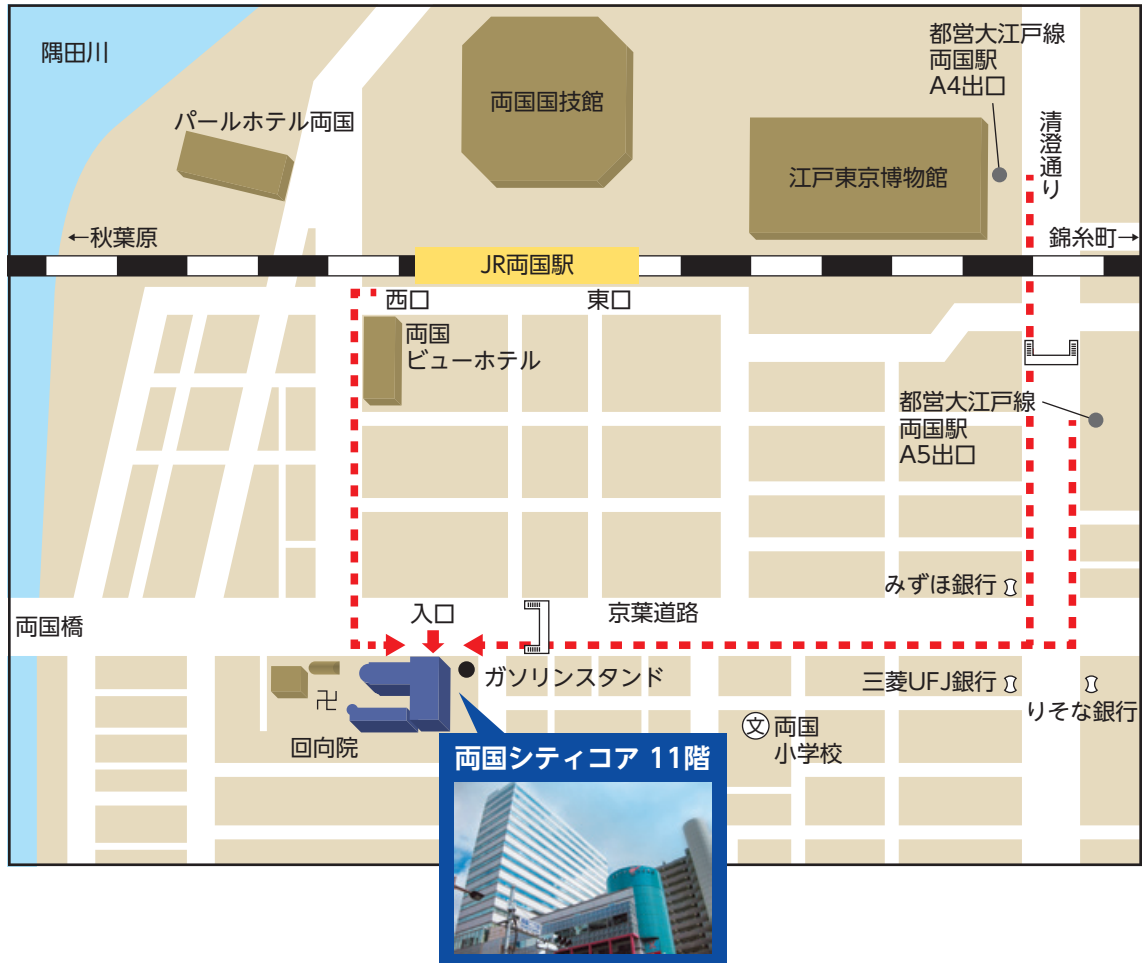 隅田川
都営大江戸線
両国駅
A4出口
両国国技館
パールホテル両国
清澄通り
江戸東京博物館
←秋葉原
錦糸町→
JR両国駅
西口
東口
両国
ビューホテル
都営大江戸線
両国駅
A5出口
みずほ銀行
入口
京葉道路
両国橋
ガソリンスタンド
三菱UFJ銀行
りそな銀行
卍
文
両国
小学校
回向院
両国シティコア 11階